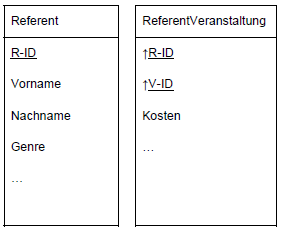 Referent
R-ID
Vorname
Nachname
Genre
…
ReferentVeranstaltung
↑R-ID
↑V-ID
Kosten
…